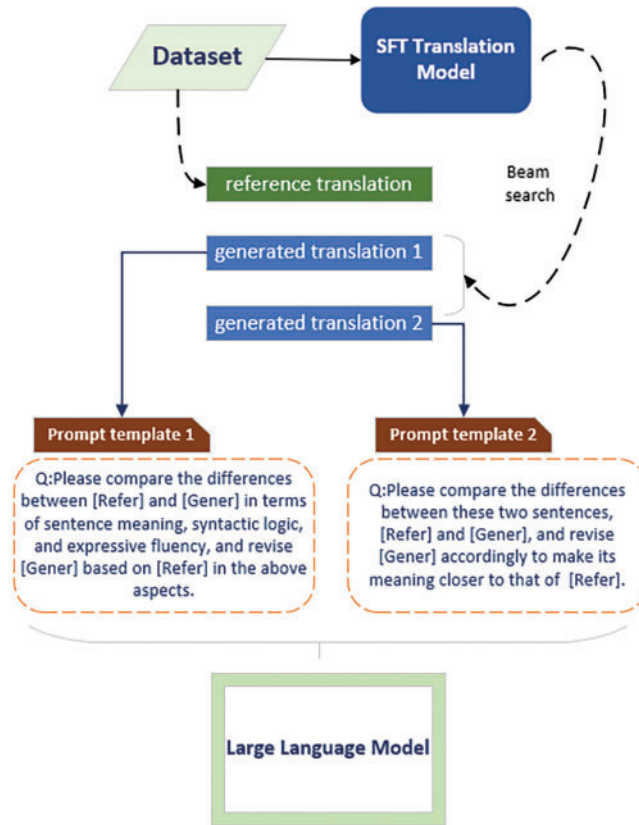 Dataset
SFT Translation
Model
Beam
search
reference translation
generated translation 1
generated translation 2
Prompt template 1
Q:Please compare the differences
between [Refer] and [Gener] in terms
of sentence meaning, syntactic logic,
and expressive fluency, and revise
[Gener] based on [Refer] in the above
aspects.
Prompt template 2
Q:Please compare the differences
between these two sentences,
[Refer] and [Gener], and revise
[Gener] accordingly to make its
meaning closer to that of [Refer].
Large Language Model